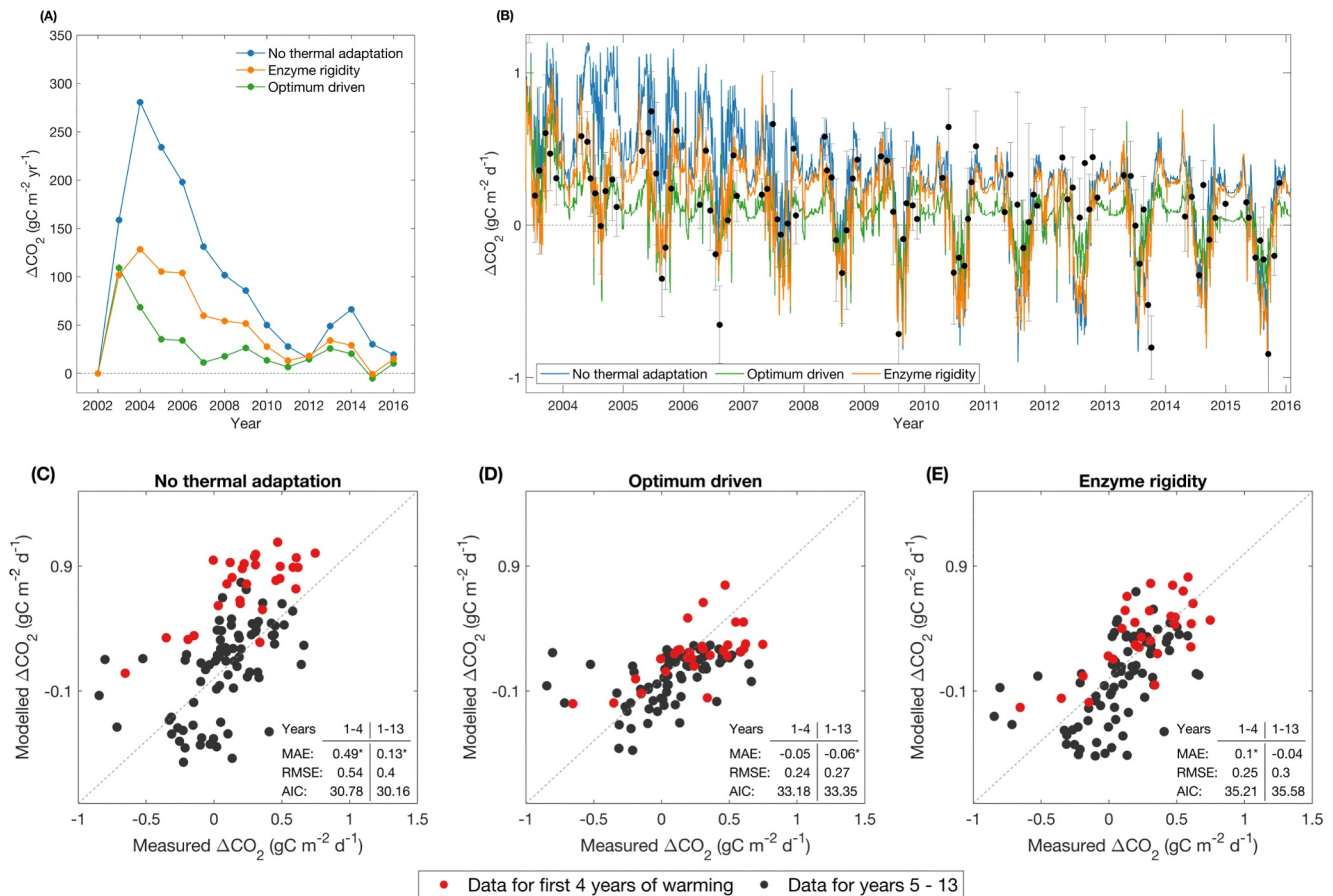 (A)
350
300
250
200
150
100
50
0
ΔCO2 (gC m−2 yr−1)
No thermal adaptation
Enzyme rigidity
Optimum driven
2002 2004 2006 2008 2010 2012 2014 2016
Year
(B)
1
0
-1
ΔCO2 (gC m−2 d−1)
No thermal adaptation Optimum driven Enzyme rigidity
2004 2005 2006 2007 2008 2009 2010 2011 2012 2013 2014 2015 2016
Year
(C)
No thermal adaptation
0.9
-0.1
Modelled ΔCO2 (gC m−2 d−1)
Years 1-4 1-13
MAE: 0.49* 0.13*
RMSE: 0.54 0.4
AIC: 30.78 30.16
-1 -0.5 0 0.5 1 1.5
Measured ΔCO2 (gC m−2 d−1)
(D)
Optimum driven
0.9
-0.1
Modelled ΔCO2 (gC m−2 d−1)
Years 1-4 1-13
MAE: -0.05 -0.06*
RMSE: 0.24 0.27
AIC: 33.18 33.35
-1 -0.5 0 0.5 1 1.5
Measured ΔCO2 (gC m−2 d−1)
(E)
Enzyme rigidity
0.9
-0.1
Modelled ΔCO2 (gC m−2 d−1)
Years 1-4 1-13
MAE: 0.1* -0.04
RMSE: 0.25 0.3
AIC: 35.21 35.58
-1 -0.5 0 0.5 1 1.5
Measured ΔCO2 (gC m−2 d−1)
Data for first 4 years of warming Data for years 5 - 13